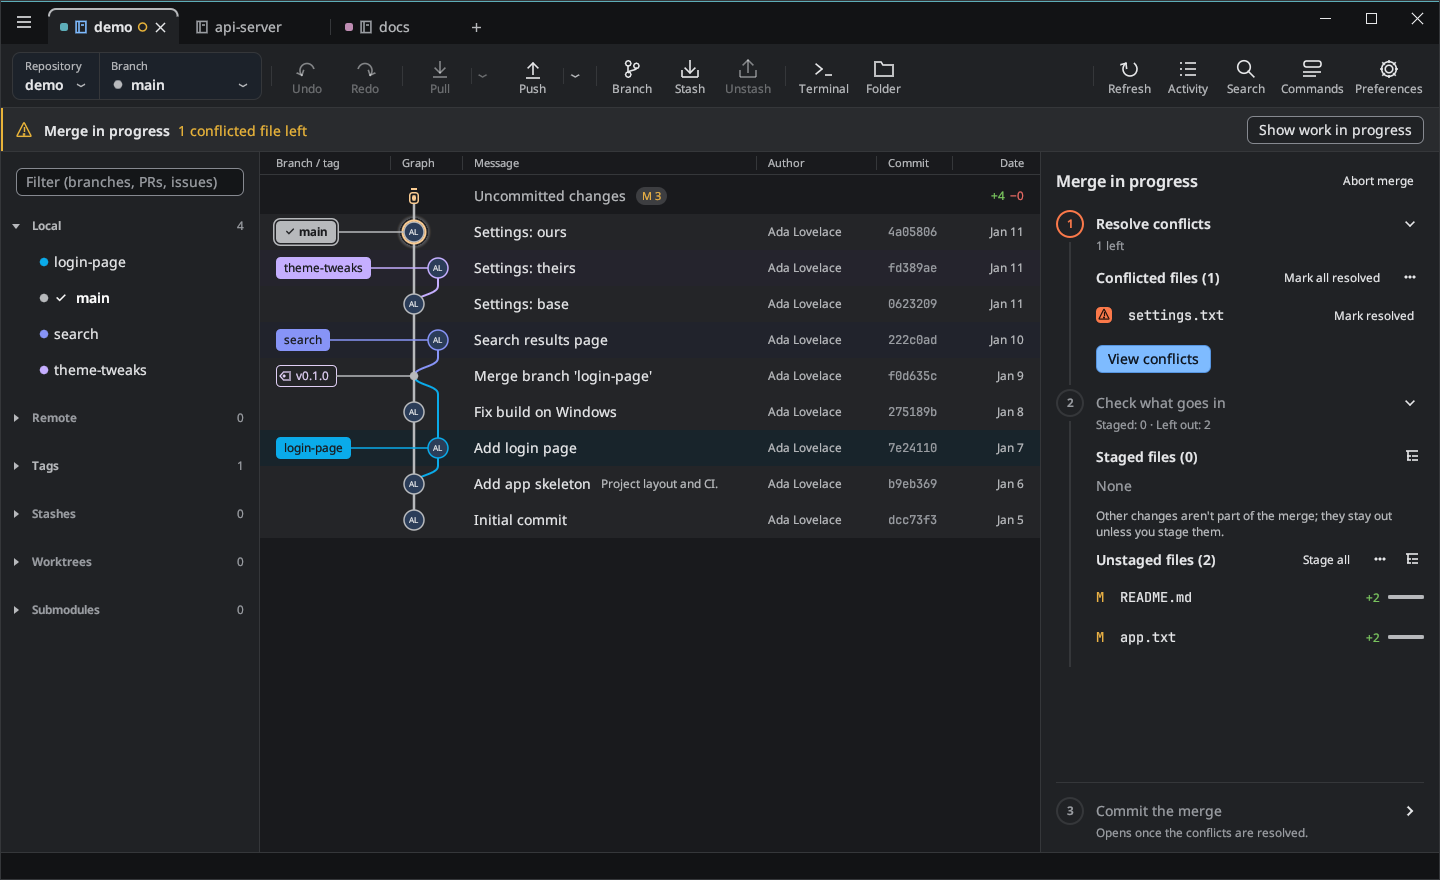 demo
api-server
docs
Repository
demo
Branch
main
Undo
Redo
Pull
Push
Branch
Stash
Unstash
Terminal
Folder
Refresh
Activity
Search
Commands
Preferences
Merge in progress 1 conflicted file left
Show work in progress
Filter (branches, PRs, issues)
Local 4
login-page
main
search
theme-tweaks
Remote 0
Tags 1
Stashes 0
Worktrees 0
Submodules 0
Branch / tag Graph Message Author Commit Date
Uncommitted changes M 3 +4 −0
main AL Settings: ours Ada Lovelace 4a05806 Jan 11
theme-tweaks AL Settings: theirs Ada Lovelace fd389ae Jan 11
AL Settings: base Ada Lovelace 0623209 Jan 11
search AL Search results page Ada Lovelace 222c0ad Jan 10
v0.1.0 Merge branch 'login-page' Ada Lovelace f0d635c Jan 9
AL Fix build on Windows Ada Lovelace 275189b Jan 8
login-page AL Add login page Ada Lovelace 7e24110 Jan 7
AL Add app skeleton Project layout and CI. Ada Lovelace b9eb369 Jan 6
AL Initial commit Ada Lovelace dcc73f3 Jan 5
Merge in progress Abort merge
1 Resolve conflicts
1 left
Conflicted files (1) Mark all resolved
settings.txt Mark resolved
View conflicts
2 Check what goes in
Staged: 0 · Left out: 2
Staged files (0)
None
Other changes aren't part of the merge; they stay out
unless you stage them.
Unstaged files (2) Stage all
M README.md +2
M app.txt +2
3 Commit the merge
Opens once the conflicts are resolved.